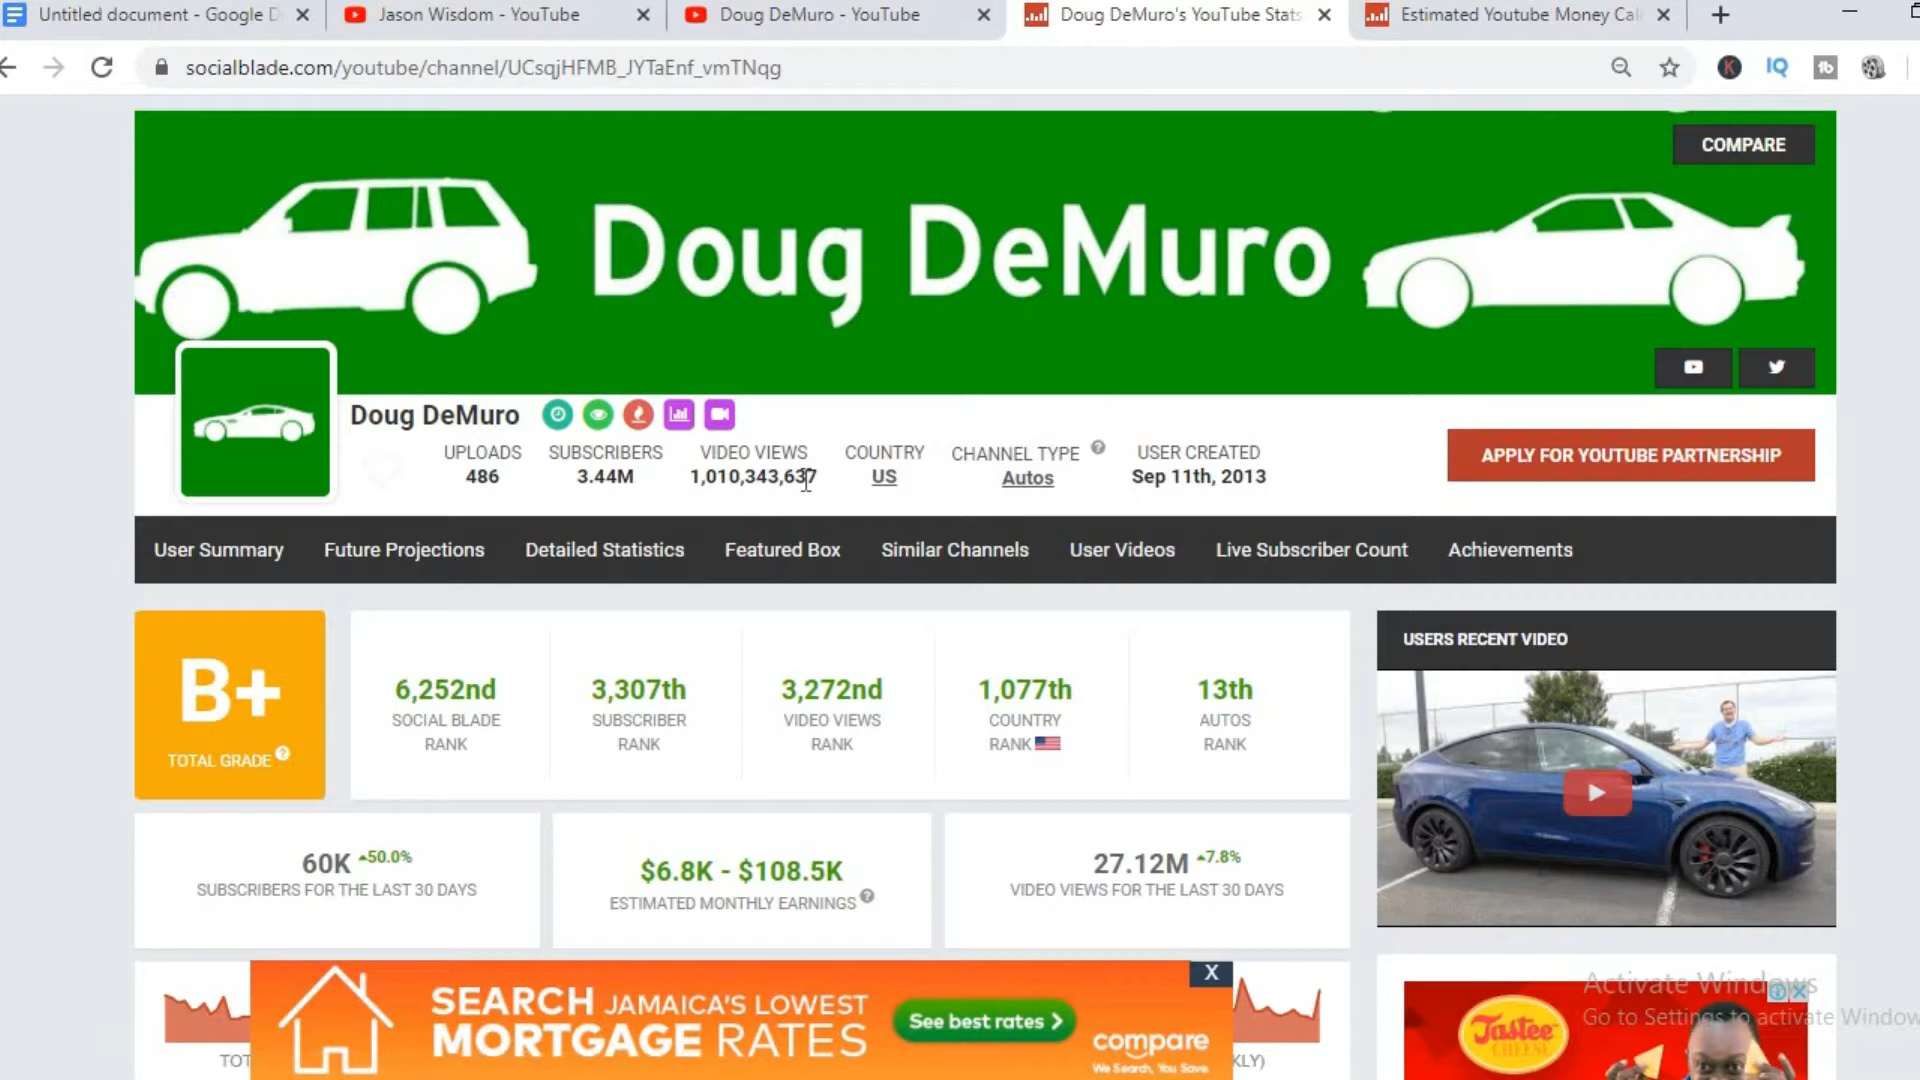 Untitled document - Google D
Jason Wisdom - YouTube
Doug DeMuro - YouTube
Doug DeMuro's YouTube Stats
Estimated Youtube Money Cal
socialblade.com/youtube/channel/UCsqjHFMB_JYTaEnf_vmTNqg
COMPARE
Doug DeMuro
Doug DeMuro
UPLOADS
486
SUBSCRIBERS
3.44M
VIDEO VIEWS
1,010,343,637
COUNTRY
US
CHANNEL TYPE
Autos
USER CREATED
Sep 11th, 2013
APPLY FOR YOUTUBE PARTNERSHIP
User Summary
Future Projections
Detailed Statistics
Featured Box
Similar Channels
User Videos
Live Subscriber Count
Achievements
B+
TOTAL GRADE
6,252nd
SOCIAL BLADE
RANK
3,307th
SUBSCRIBER
RANK
3,272nd
VIDEO VIEWS
RANK
1,077th
COUNTRY
RANK
13th
AUTOS
RANK
USERS RECENT VIDEO
60K 50.0%
SUBSCRIBERS FOR THE LAST 30 DAYS
$6.8K - $108.5K
ESTIMATED MONTHLY EARNINGS
27.12M 7.8%
VIDEO VIEWS FOR THE LAST 30 DAYS
SEARCH JAMAICA'S LOWEST
MORTGAGE RATES
See best rates
compare
We Search, You Save
X
TOT
KLY)
Activate Windows
Go to Settings to activate Window
Tastee
CHEESE